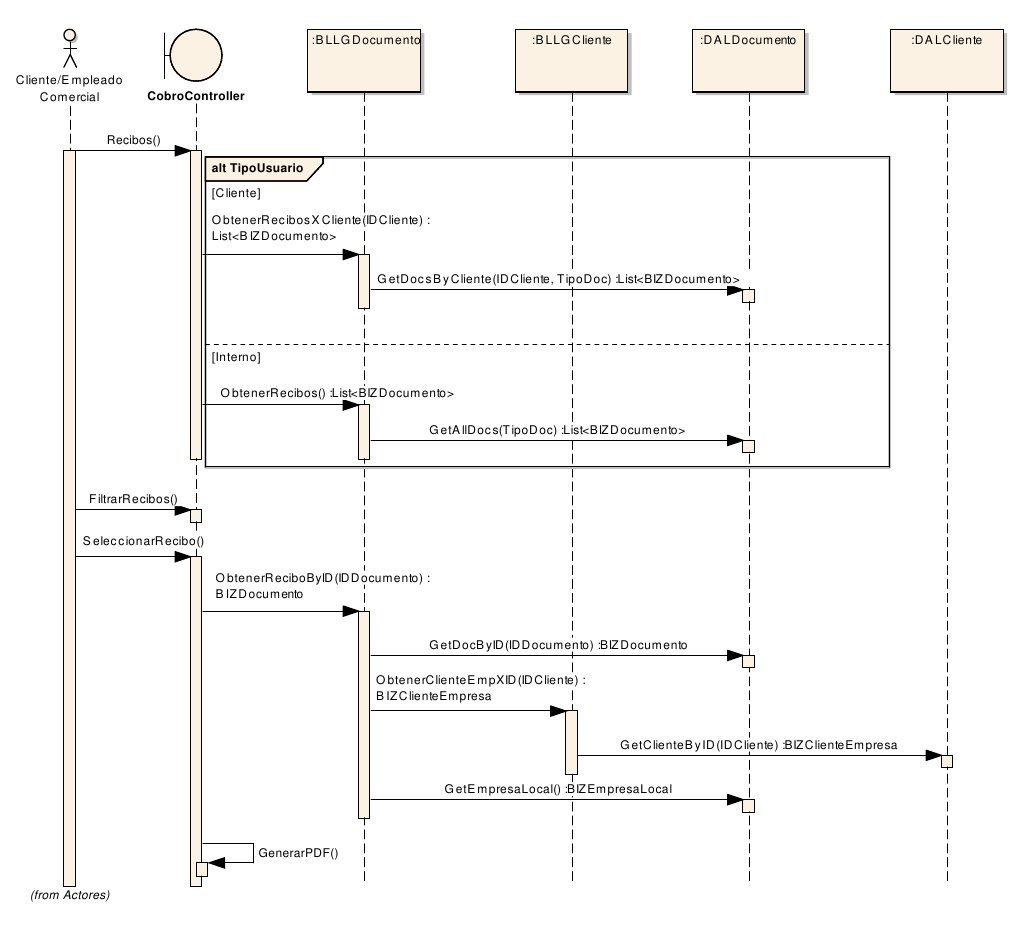 :BLLGDocumento
:BLLGCliente
:DALDocumento
:DALCliente
Cliente/Empleado
Comercial
CobroController
Recibos()
alt TipoUsuario
[Cliente]
ObtenerRecibosXCliente(IDCliente) :
List<BIZDocumento>
GetDocsByCliente(IDCliente, TipoDoc) :List<BIZDocumento>
[Interno]
ObtenerRecibos() :List<BIZDocumento>
GetAllDocs(TipoDoc) :List<BIZDocumento>
FiltrarRecibos()
SeleccionarRecibo()
ObtenerReciboByID(IDDocumento) :
BIZDocumento
GetDocByID(IDDocumento) :BIZDocumento
ObtenerClienteEmpXID(IDCliente) :
BIZClienteEmpresa
GetClienteByID(IDCliente) :BIZClienteEmpresa
GetEmpresaLocal() :BIZEmpresaLocal
GenerarPDF()
(from Actores)